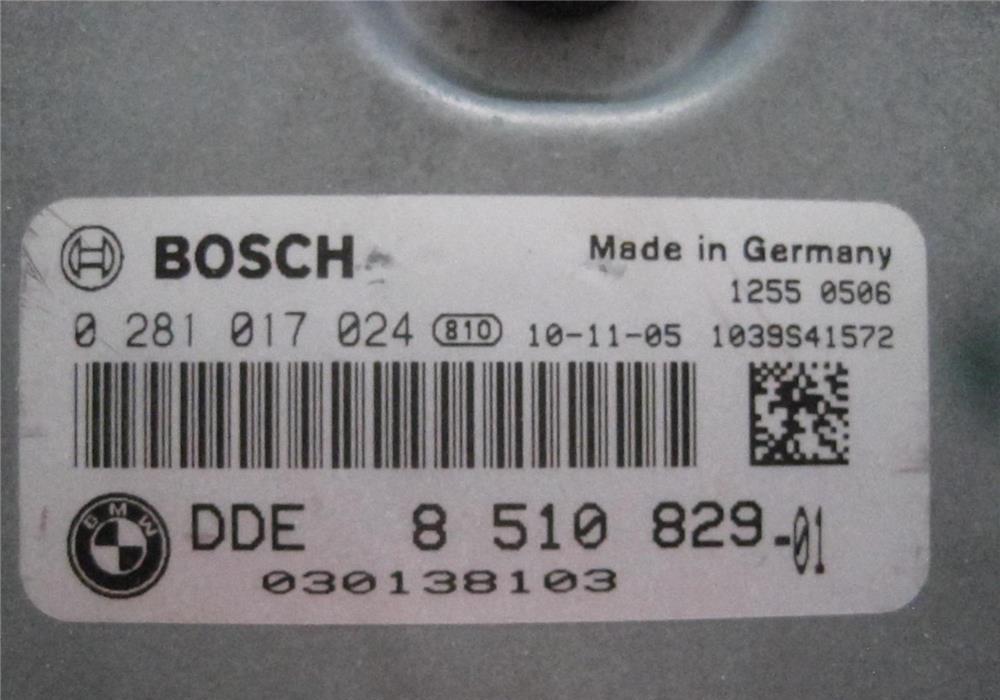 BOSCH Made in Germany
1255 0506
0 281 017 024 810 10-11-05 1039S41572
BMW DDE 8 510 829-01
030138103